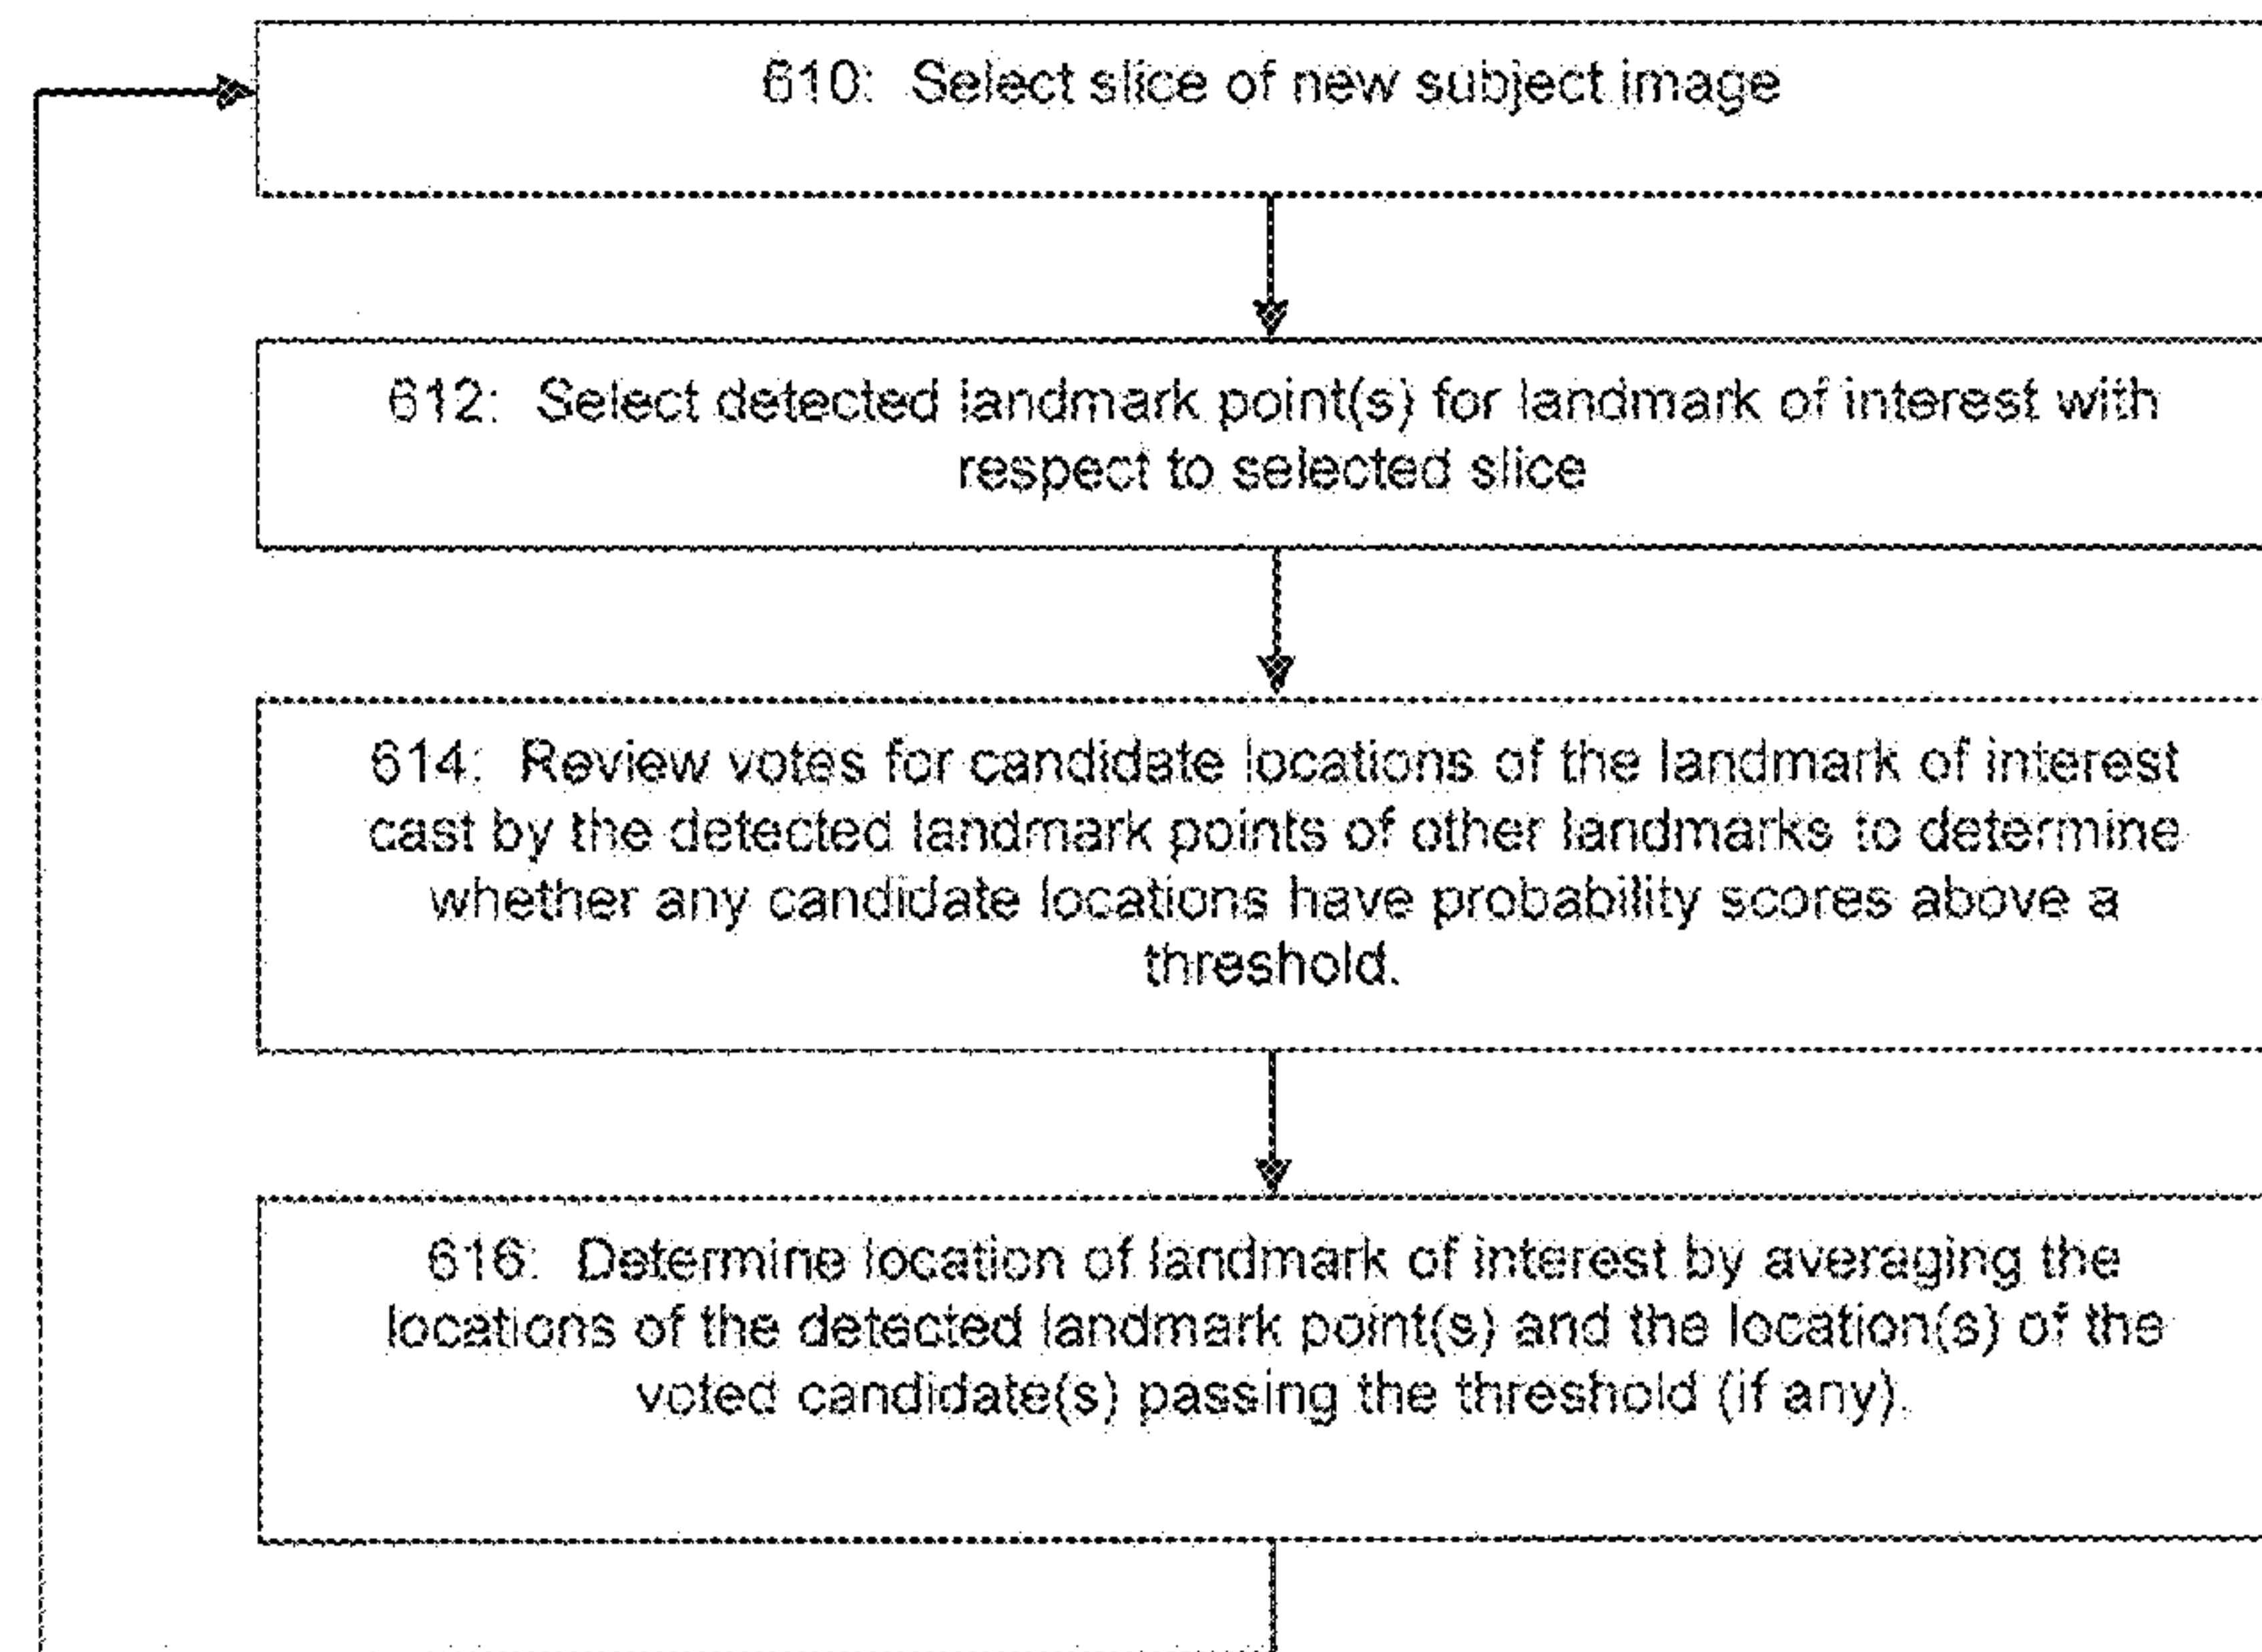 610: Select slice of new subject image
612: Select detected landmark point(s) for landmark of interest with
respect to selected slice
614: Review votes for candidate locations of the landmark of interest
cast by the detected landmark points of other landmarks to determine
whether any candidate locations have probability scores above a
threshold.
616: Determine location of landmark of interest by averaging the
locations of the detected landmark point(s) and the location(s) of the
voted candidate(s) passing the threshold (if any).